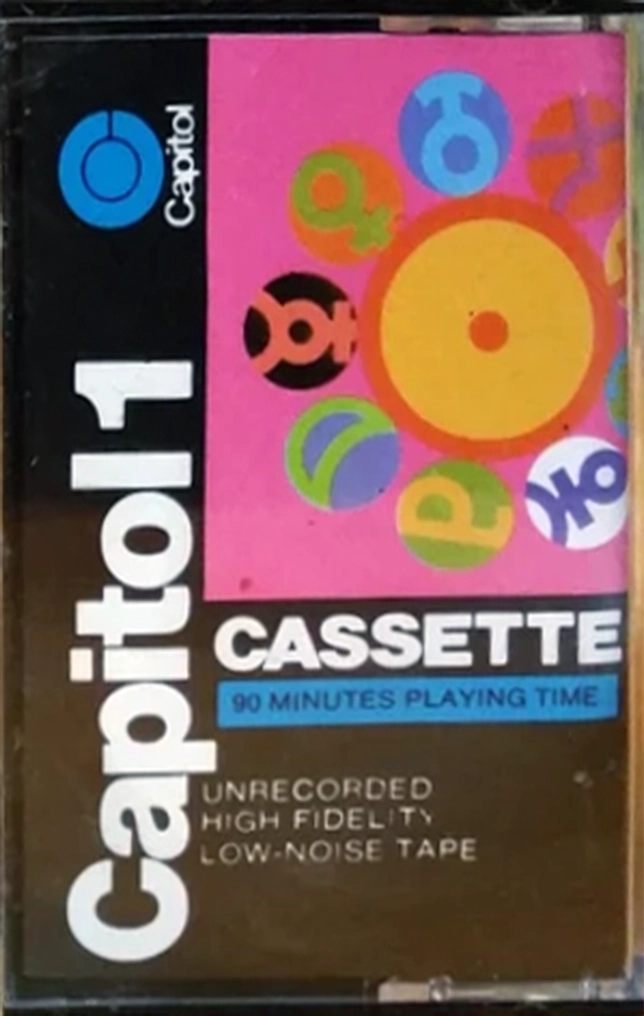 Capitol
Capitol 1
CASSETTE
90 MINUTES PLAYING TIME
UNRECORDED
HIGH FIDELITY
LOW-NOISE TAPE